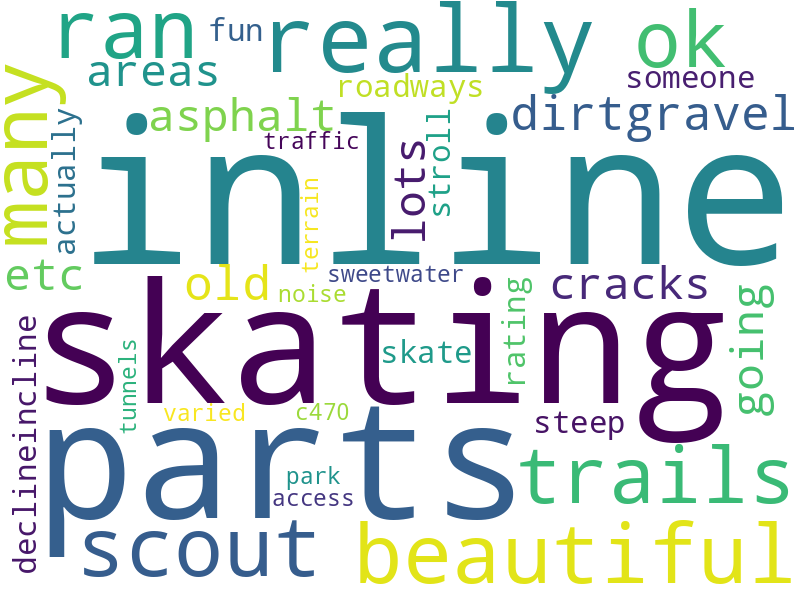 ran
fun
really
ok
areas
roadways
someone
many
actually
asphalt
traffic
lots
stroll
dirtgravel
inline
terrain
etc
old
noise
sweetwater
cracks
skating
skate
rating
going
declineincline
tunnels
varied
c470
steep
parts
park
access
trails
scout
beautiful